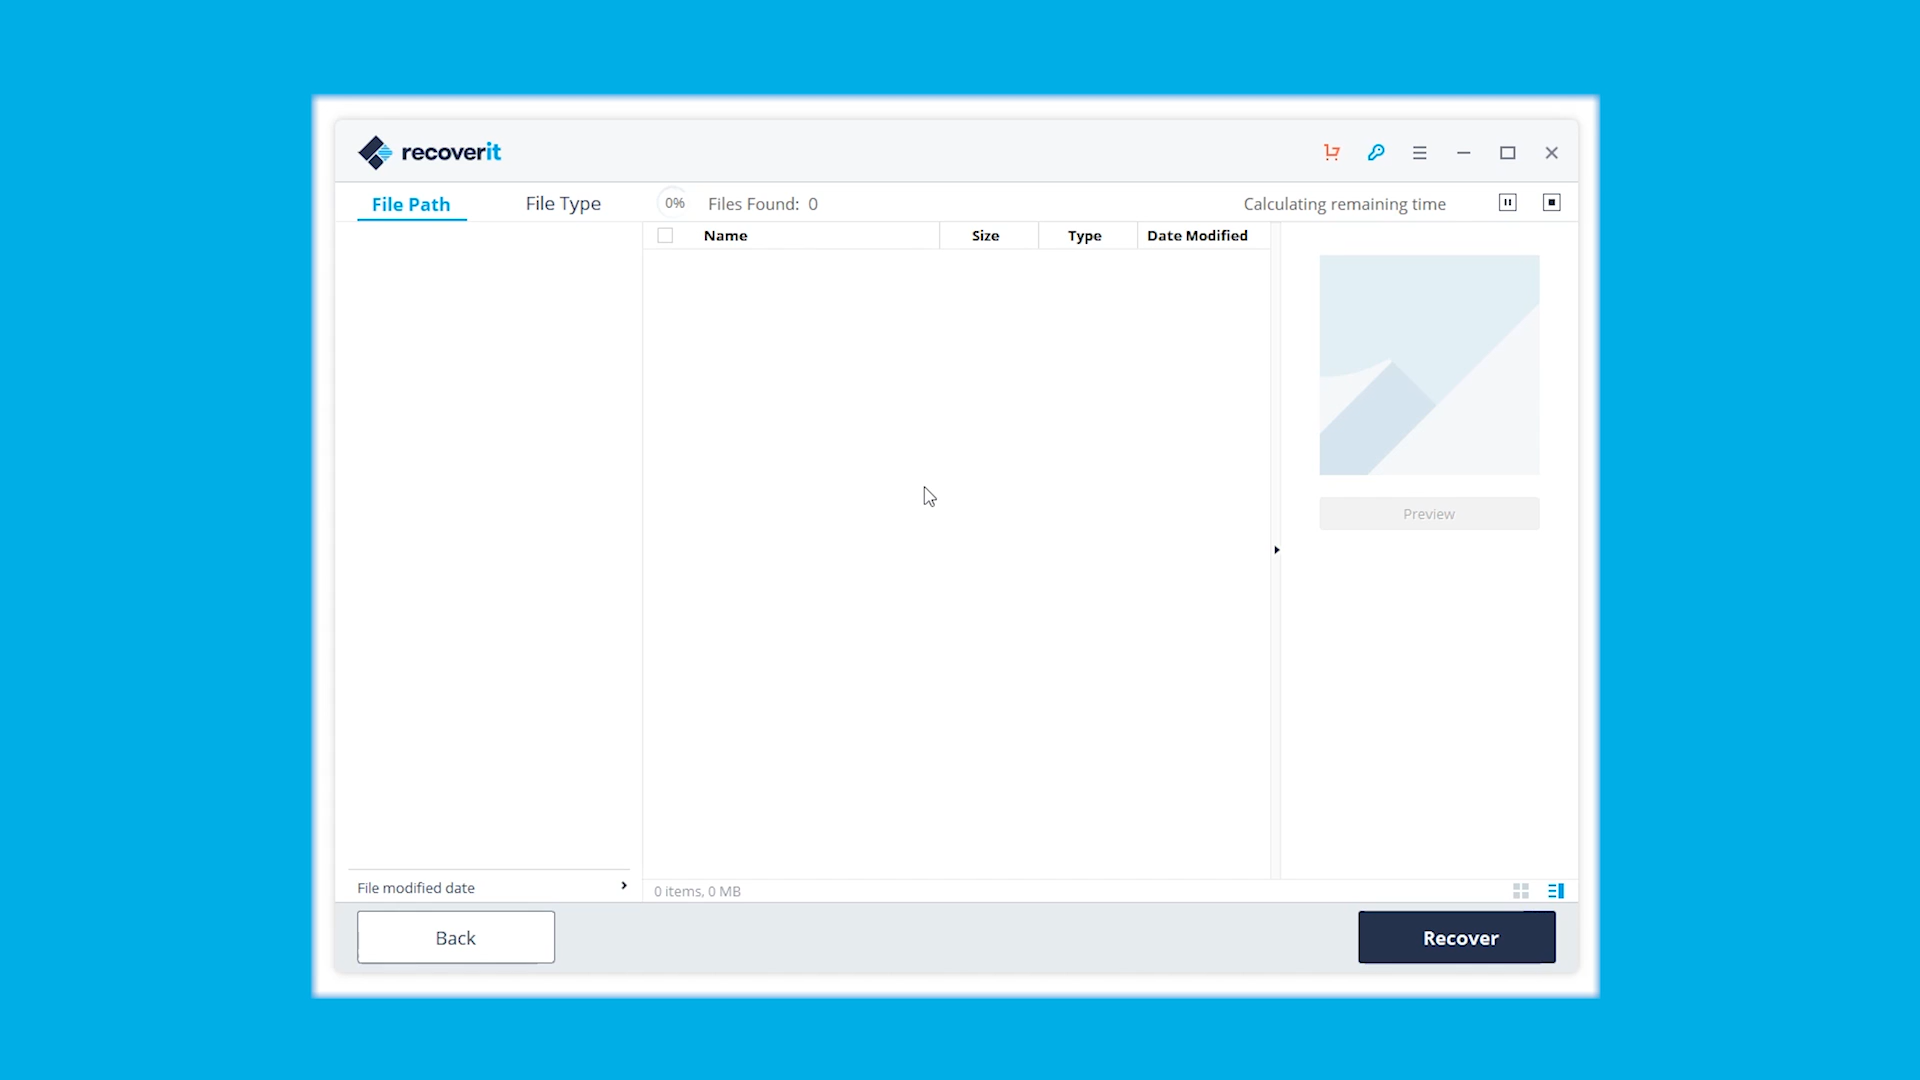 recoverit
File Path
File Type
0%
Files Found: 0
Calculating remaining time
Name
Size
Type
Date Modified
Preview
File modified date
0 items, 0 MB
Back
Recover